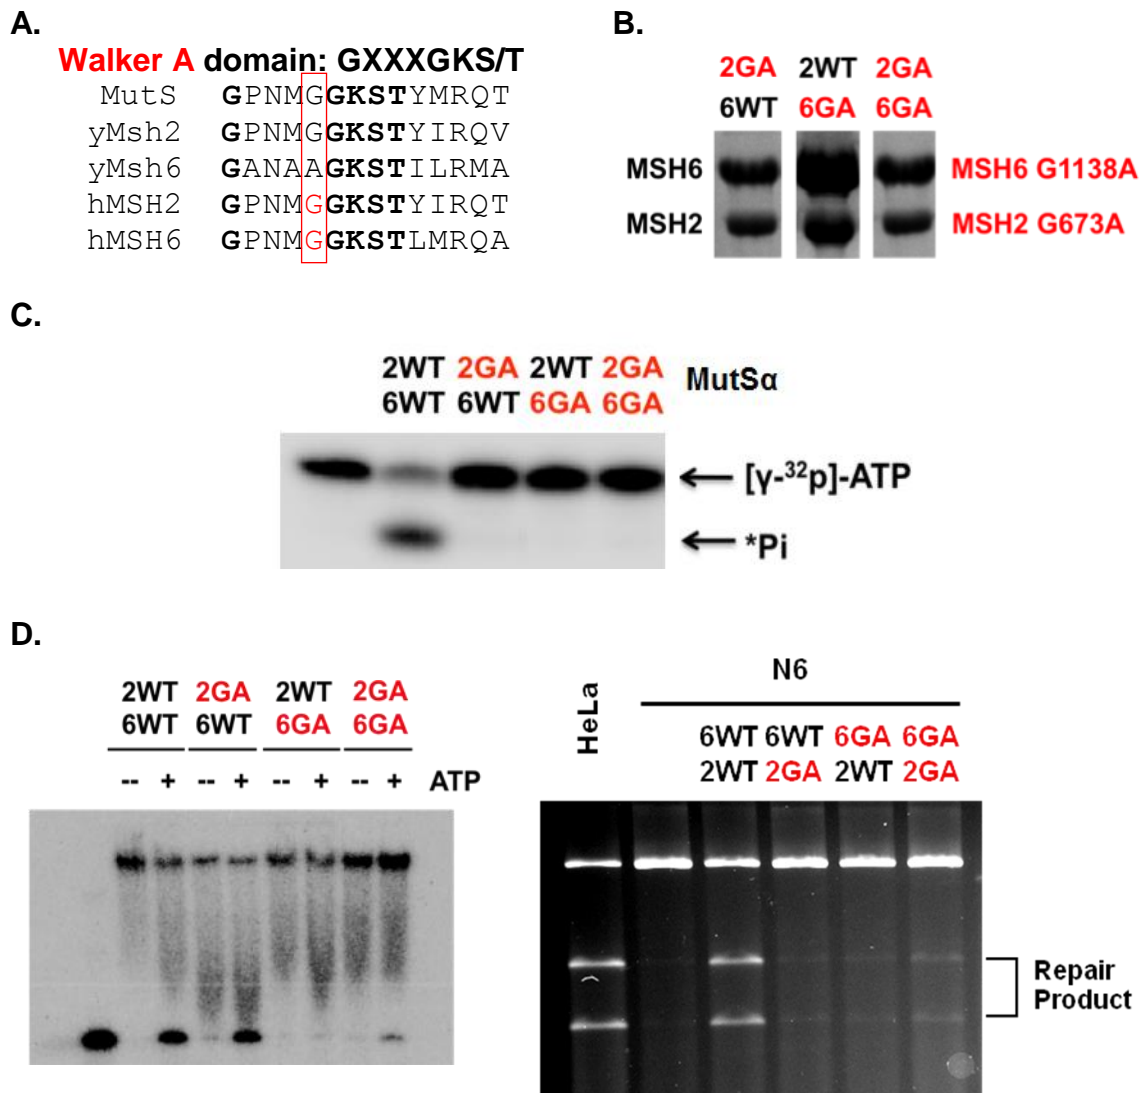 A.
Walker A domain: GXXXGKS/T
MutS GPNMGGKSTYMRQT
yMsh2 GPNMGGKSTYIRQV
yMsh6 GANAAGKSTILRMA
hMSH2 GPNMGGKSTYIRQT
hMSH6 GPNMGGKSTLMRQA
B.
2GA 2WT 2GA
6WT 6GA 6GA
MSH6 MSH6 G1138A
MSH2 MSH2 G673A
C.
2WT 2GA 2WT 2GA
6WT 6WT 6GA 6GA
MutSα
[γ-³²p]-ATP
*Pi
D.
2WT 2GA 2WT 2GA
6WT 6WT 6GA 6GA
-- + -- + -- + -- + ATP
HeLa
N6
6WT 6WT 6GA 6GA
2WT 2GA 2WT 2GA
Repair
Product